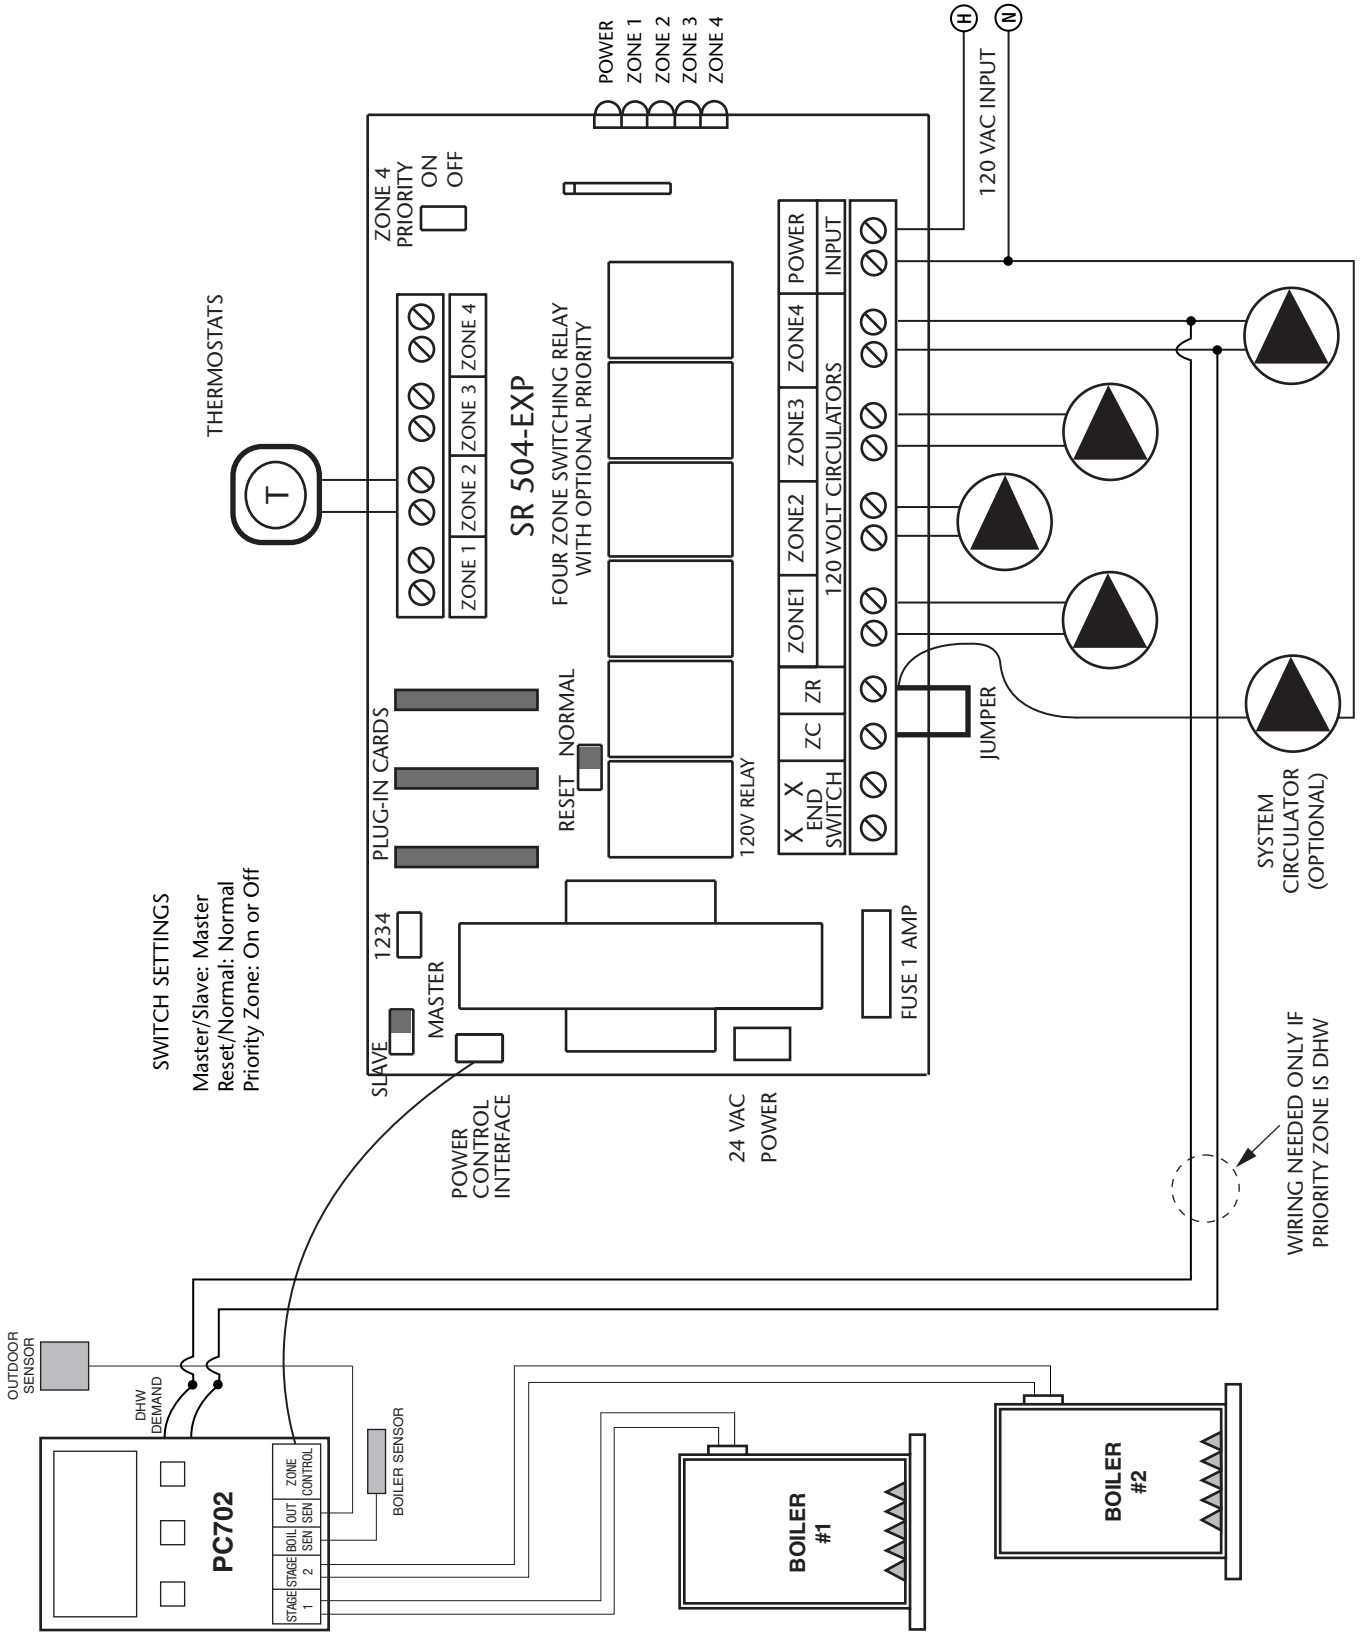 OUTDOOR
SENSOR
DHW
DEMAND
PC702
STAGE
1
STAGE
2
BOIL
SEN
OUT
SEN
ZONE
CONTROL
BOILER SENSOR
BOILER
#1
BOILER
#2
SWITCH SETTINGS
Master/Slave: Master
Reset/Normal: Normal
Priority Zone: On or Off
THERMOSTATS
T
SLAVE
MASTER
1234
PLUG-IN CARDS
ZONE 1
ZONE 2
ZONE 3
ZONE 4
ZONE 4
PRIORITY
ON
OFF
POWER
CONTROL
INTERFACE
24 VAC
POWER
SR 504-EXP
FOUR ZONE SWITCHING RELAY
WITH OPTIONAL PRIORITY
RESET
NORMAL
120V RELAY
FUSE 1 AMP
POWER
ZONE 1
ZONE 2
ZONE 3
ZONE 4
X X
END
SWITCH
ZC
ZR
ZONE1
ZONE2
ZONE3
ZONE4
120 VOLT CIRCULATORS
POWER
INPUT
JUMPER
H
N
120 VAC INPUT
SYSTEM
CIRCULATOR
(OPTIONAL)
WIRING NEEDED ONLY IF
PRIORITY ZONE IS DHW